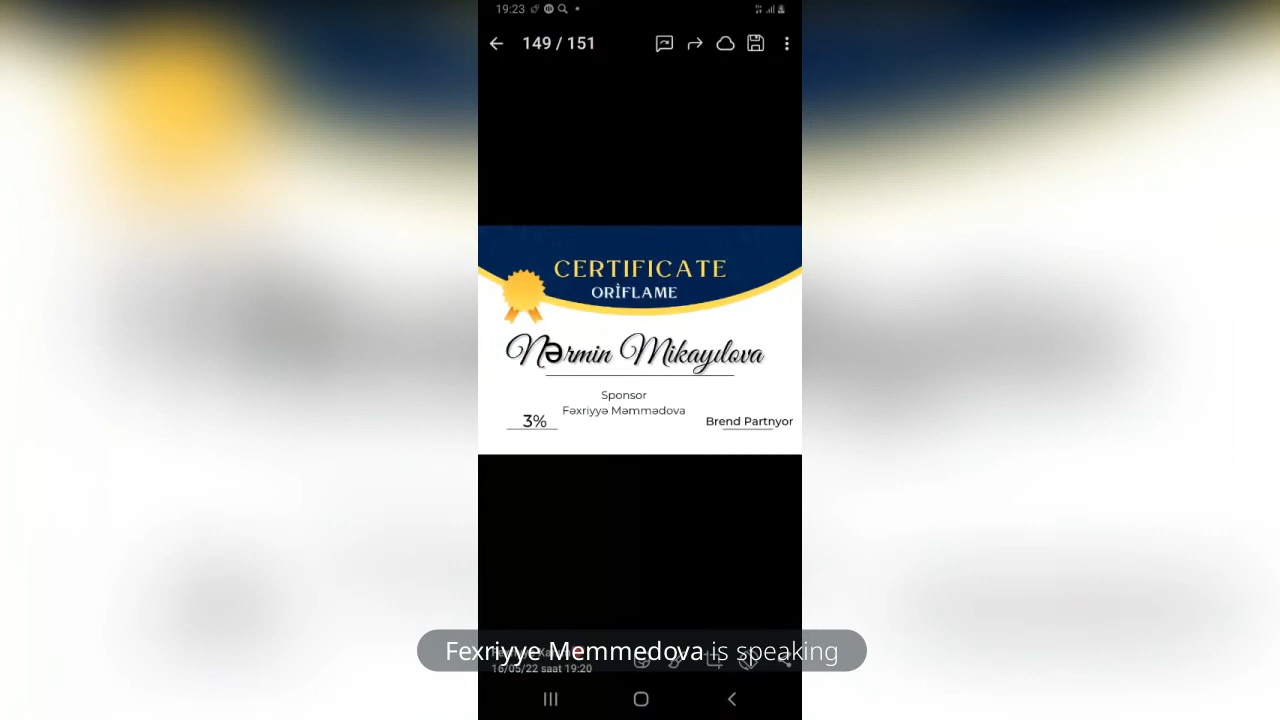 19:23
149 / 151
CERTIFICATE
ORİFLAME
Nərmin Mikayılova
Sponsor
Fəxriyyə Məmmədova
3%
Brend Partnyor
Fexriyye Memmedova is speaking
16/05/22 saat 19:20